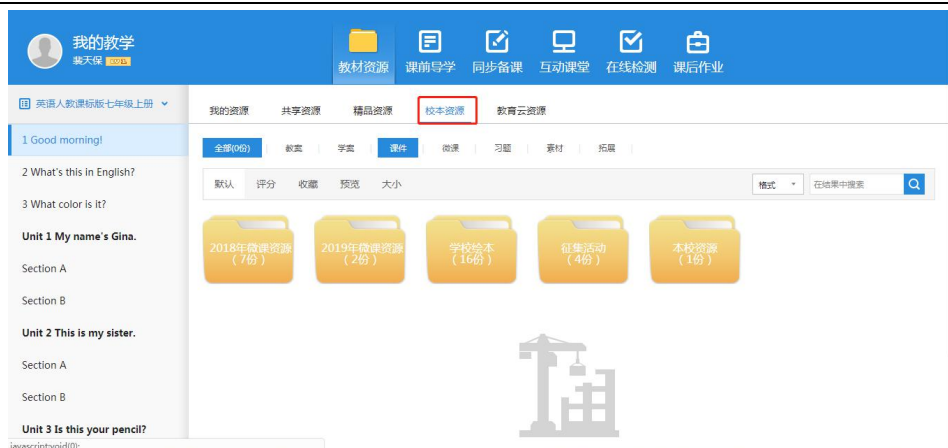 我的教学
裴天保
教材资源 课前导学 同步备课 互动课堂 在线检测 课后作业
英语人教课标版七年级上册
我的资源 共享资源 精品资源 校本资源 教育云资源
1 Good morning!
全部(0份) 教案 学案 课件 微课 习题 素材 拓展
2 What's this in English?
默认 评分 收藏 预览 大小 格式 在结果中搜索
3 What color is it?
Unit 1 My name's Gina.
2018年微课资源
(7份)
2019年微课资源
(2份)
学校绘本
(16份)
征集活动
(4份)
本校资源
(1份)
Section A
Section B
Unit 2 This is my sister.
Section A
Section B
Unit 3 Is this your pencil?
javascript:void(0);